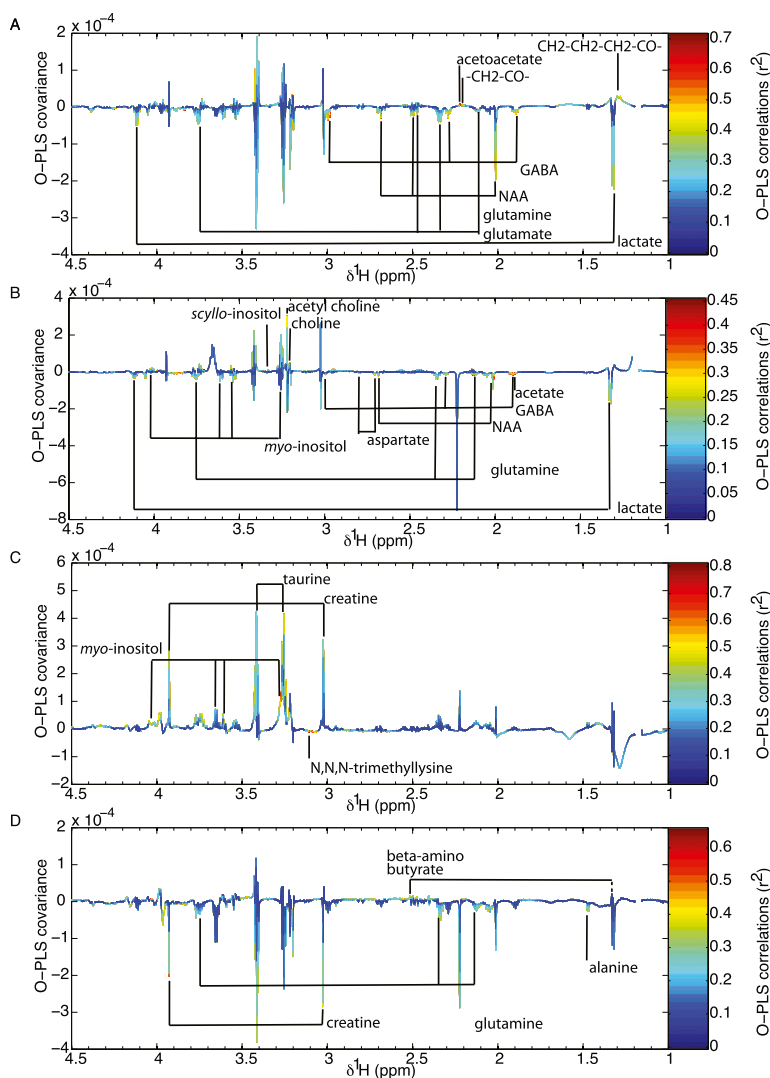 A
2 x 10⁻⁴
1
0
−1
−2
−3
−4
4.5
4
3.5
3
2.5
2
1.5
1
δ¹H (ppm)
O−PLS covariance
acetoacetate
-CH2-CO-
CH2-CH2-CH2-CO-
GABA
NAA
glutamine
glutamate
lactate
0.7
0.6
0.5
0.4
0.3
0.2
0.1
0
O−PLS correlations (r²)
B
4 x 10⁻⁴
2
0
−2
−4
−6
−8
4.5
4
3.5
3
2.5
2
1.5
1
δ¹H (ppm)
O−PLS covariance
scyllo-inositol
acetyl choline
choline
acetate
GABA
NAA
aspartate
myo-inositol
glutamine
lactate
0.45
0.4
0.35
0.3
0.25
0.2
0.15
0.1
0.05
0
O−PLS correlations (r²)
C
6 x 10⁻⁴
5
4
3
2
1
0
−1
−2
4.5
4
3.5
3
2.5
2
1.5
1
δ¹H (ppm)
O−PLS covariance
taurine
creatine
myo-inositol
N,N,N-trimethyllysine
0.8
0.7
0.6
0.5
0.4
0.3
0.2
0.1
0
O−PLS correlations (r²)
D
2 x 10⁻⁴
1
0
−1
−2
−3
−4
4.5
4
3.5
3
2.5
2
1.5
1
δ¹H (ppm)
O−PLS covariance
beta-amino
butyrate
alanine
creatine
glutamine
0.6
0.5
0.4
0.3
0.2
0.1
0
O−PLS correlations (r²)